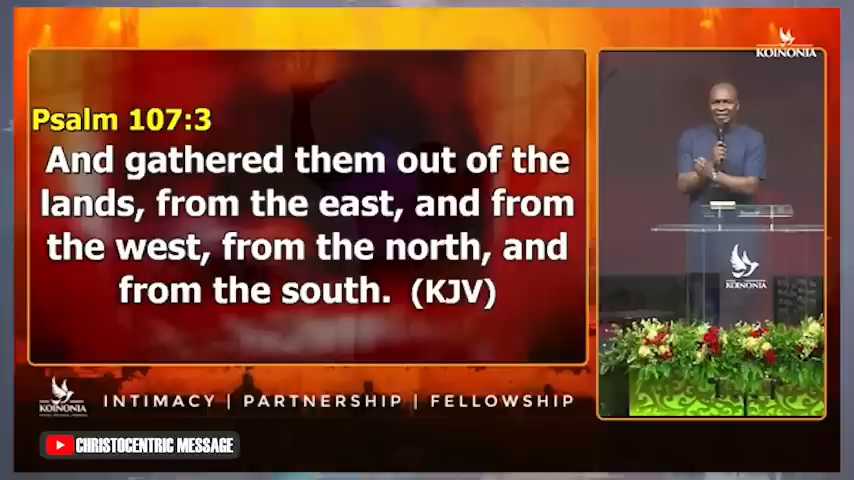 KOINONIA
Psalm 107:3
And gathered them out of the
lands, from the east, and from
the west, from the north, and
from the south. (KJV)
KOINONIA
KOINONIA
INTIMACY | PARTNERSHIP | FELLOWSHIP
CHRISTOCENTRIC MESSAGE